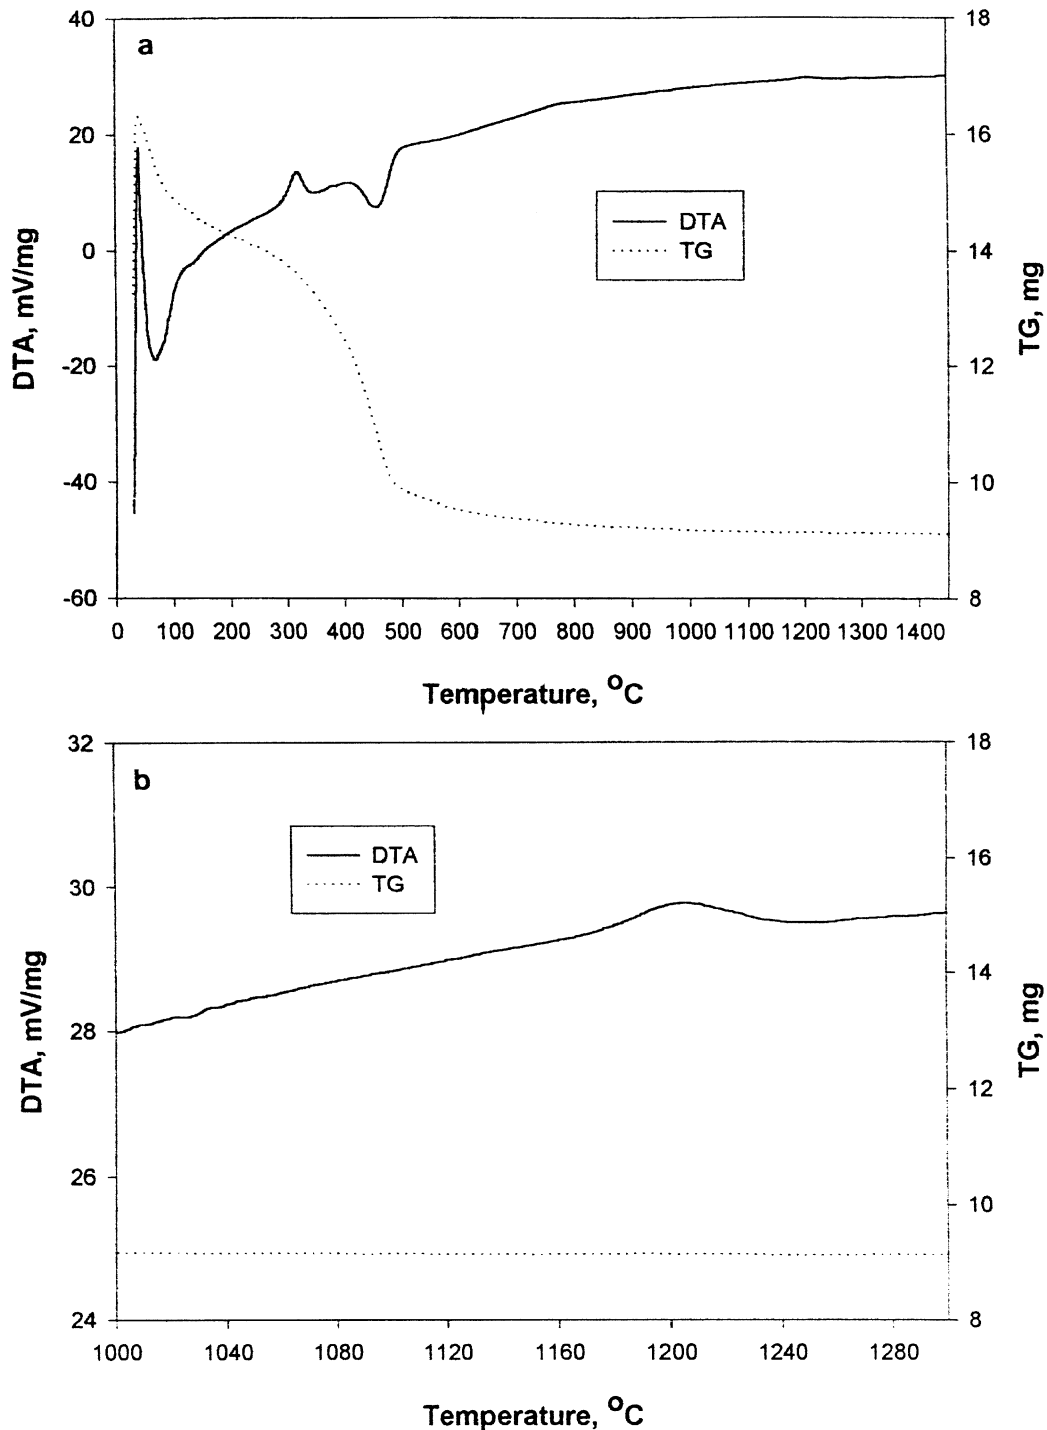 a
40
20
0
-20
-40
-60
DTA, mV/mg
18
16
14
12
10
8
TG, mg
DTA
TG
0 100 200 300 400 500 600 700 800 900 1000 1100 1200 1300 1400
Temperature, °C
b
32
30
28
26
24
DTA, mV/mg
18
16
14
12
10
8
TG, mg
DTA
TG
1000 1040 1080 1120 1160 1200 1240 1280
Temperature, °C